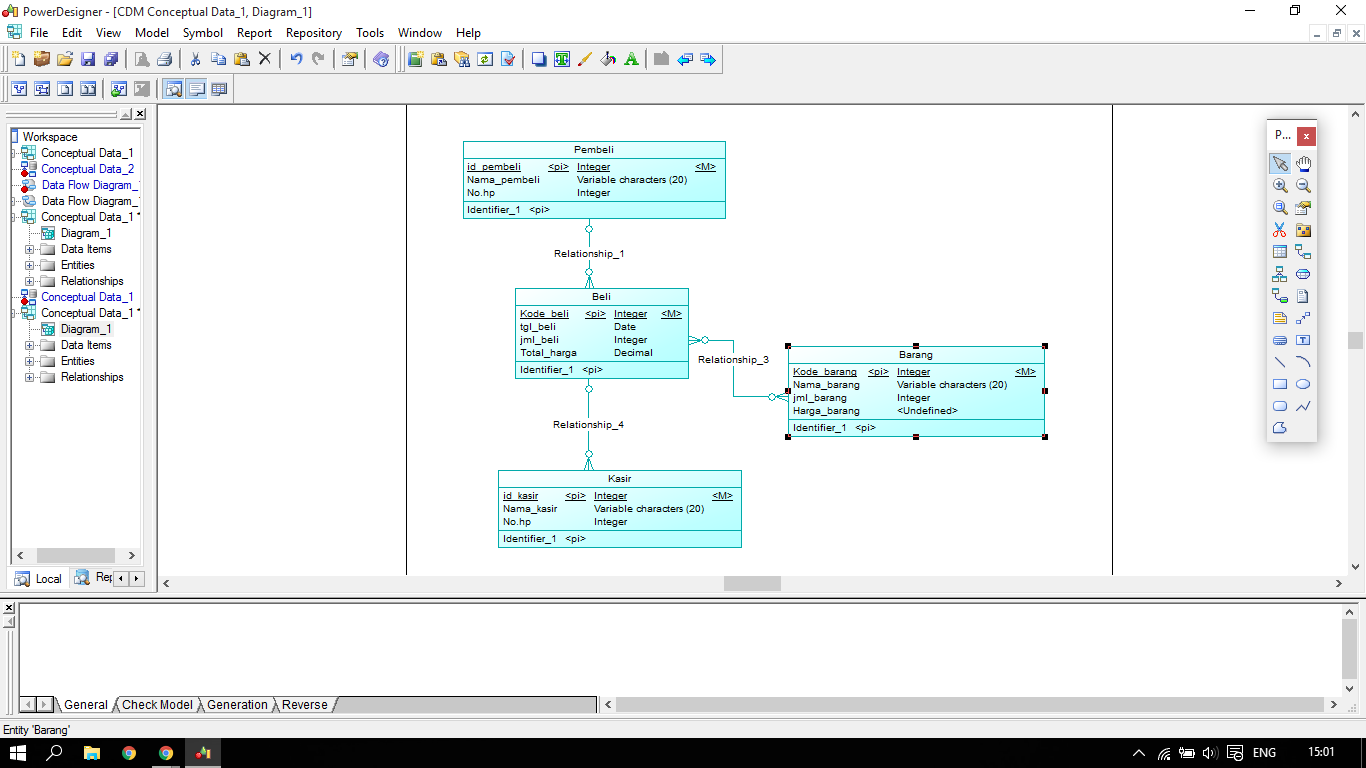 PowerDesigner - [CDM Conceptual Data_1, Diagram_1]
File Edit View Model Symbol Report Repository Tools Window Help
Workspace
Conceptual Data_1
Conceptual Data_2
Data Flow Diagram_
Data Flow Diagram_
Conceptual Data_1 *
Diagram_1
Data Items
Entities
Relationships
Conceptual Data_1
Conceptual Data_1 *
Diagram_1
Data Items
Entities
Relationships
Local
Pembeli
id_pembeli <pi> Integer <M>
Nama_pembeli Variable characters (20)
No.hp Integer
Identifier_1 <pi>
Relationship_1
Beli
Kode_beli <pi> Integer <M>
tgl_beli Date
jml_beli Integer
Total_harga Decimal
Identifier_1 <pi>
Relationship_3
Barang
Kode_barang <pi> Integer <M>
Nama_barang Variable characters (20)
jml_barang Integer
Harga_barang <Undefined>
Identifier_1 <pi>
Relationship_4
Kasir
id_kasir <pi> Integer <M>
Nama_kasir Variable characters (20)
No.hp Integer
Identifier_1 <pi>
P...
General Check Model Generation Reverse
Entity 'Barang'
ENG 15:01